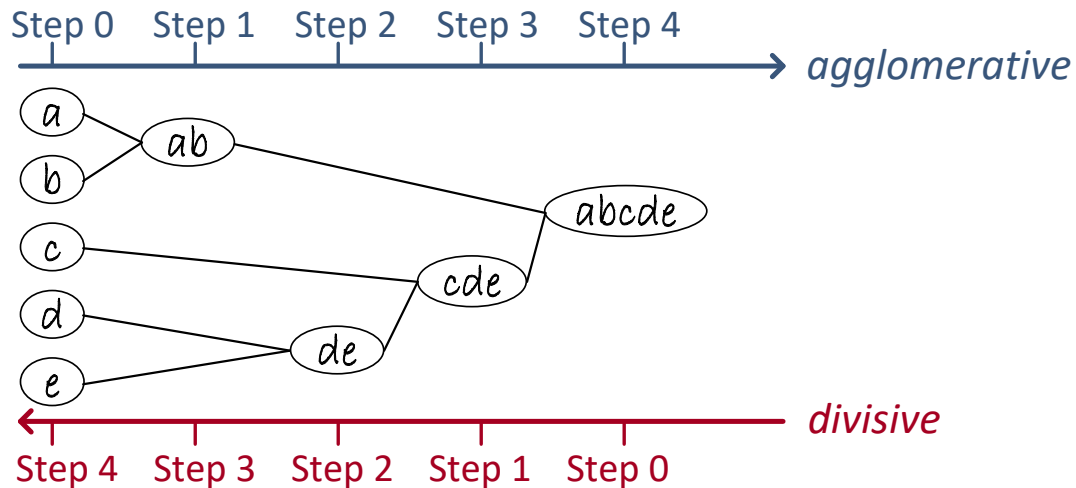 Step 0 Step 1 Step 2 Step 3 Step 4
agglomerative
a
ab
b
abcde
c
cde
d
de
e
divisive
Step 4 Step 3 Step 2 Step 1 Step 0